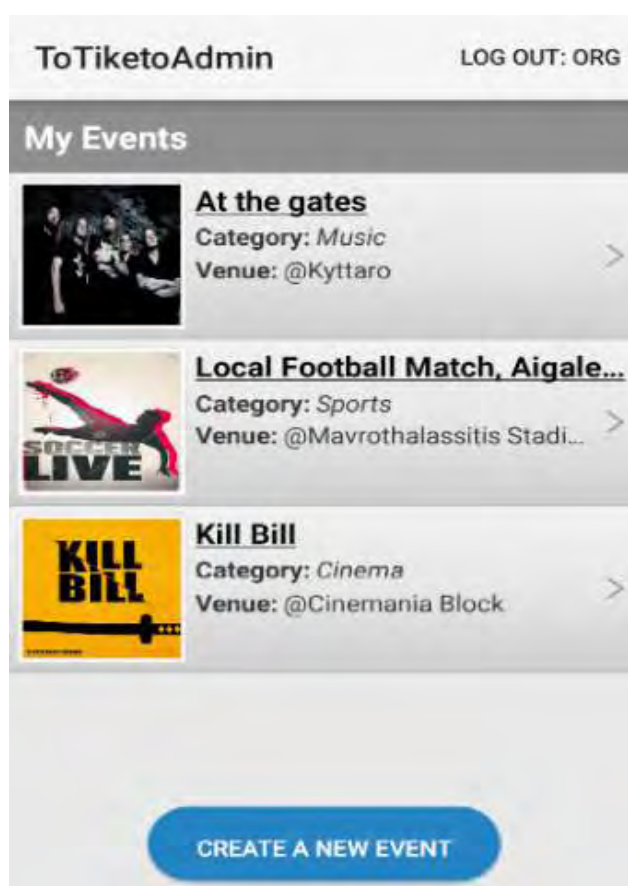 ToTiketoAdmin
LOG OUT: ORG
My Events
At the gates
Category: Music
Venue: @Kyttaro
SOCCER
LIVE
Local Football Match, Aigale...
Category: Sports
Venue: @Mavrothalassitis Stadi...
KILL
BILL
Kill Bill
Category: Cinema
Venue: @Cinemania Block
CREATE A NEW EVENT